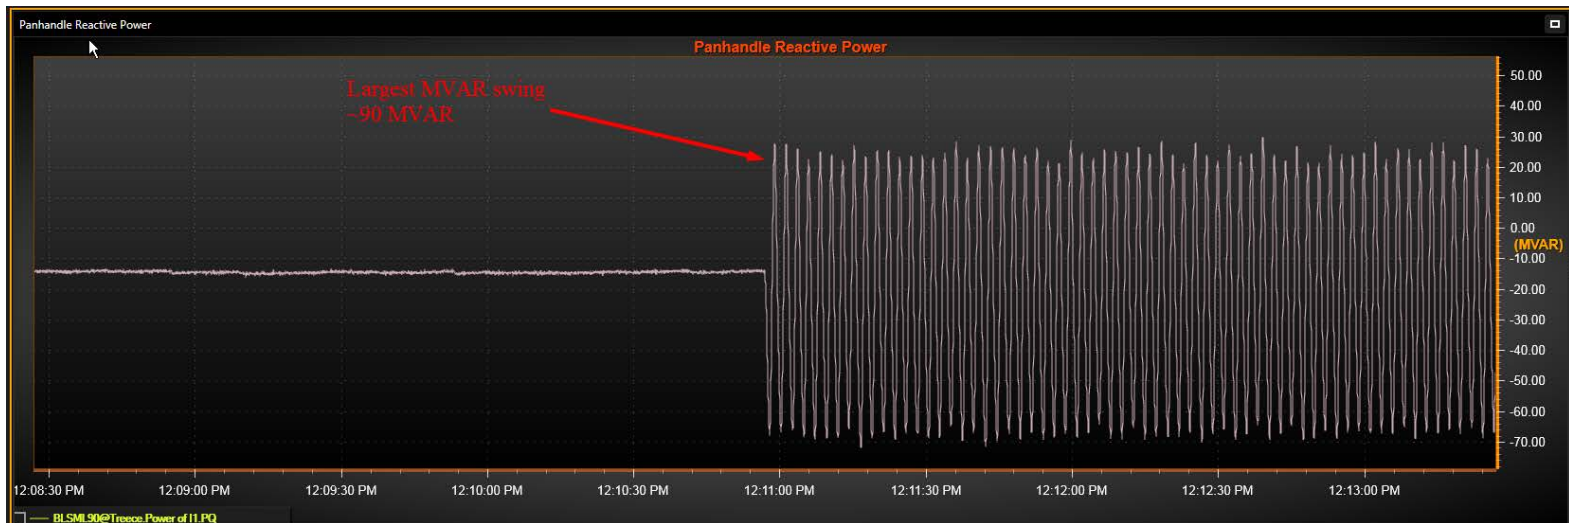 Panhandle Reactive Power
Panhandle Reactive Power
Largest MVAR swing
~90 MVAR
50.00
40.00
30.00
20.00
10.00
0.00
(MVAR)
-10.00
-20.00
-30.00
-40.00
-50.00
-60.00
-70.00
12:08:30 PM 12:09:00 PM 12:09:30 PM 12:10:00 PM 12:10:30 PM 12:11:00 PM 12:11:30 PM 12:12:00 PM 12:12:30 PM 12:13:00 PM
BLSML90@Treece.Power of I1.PQ